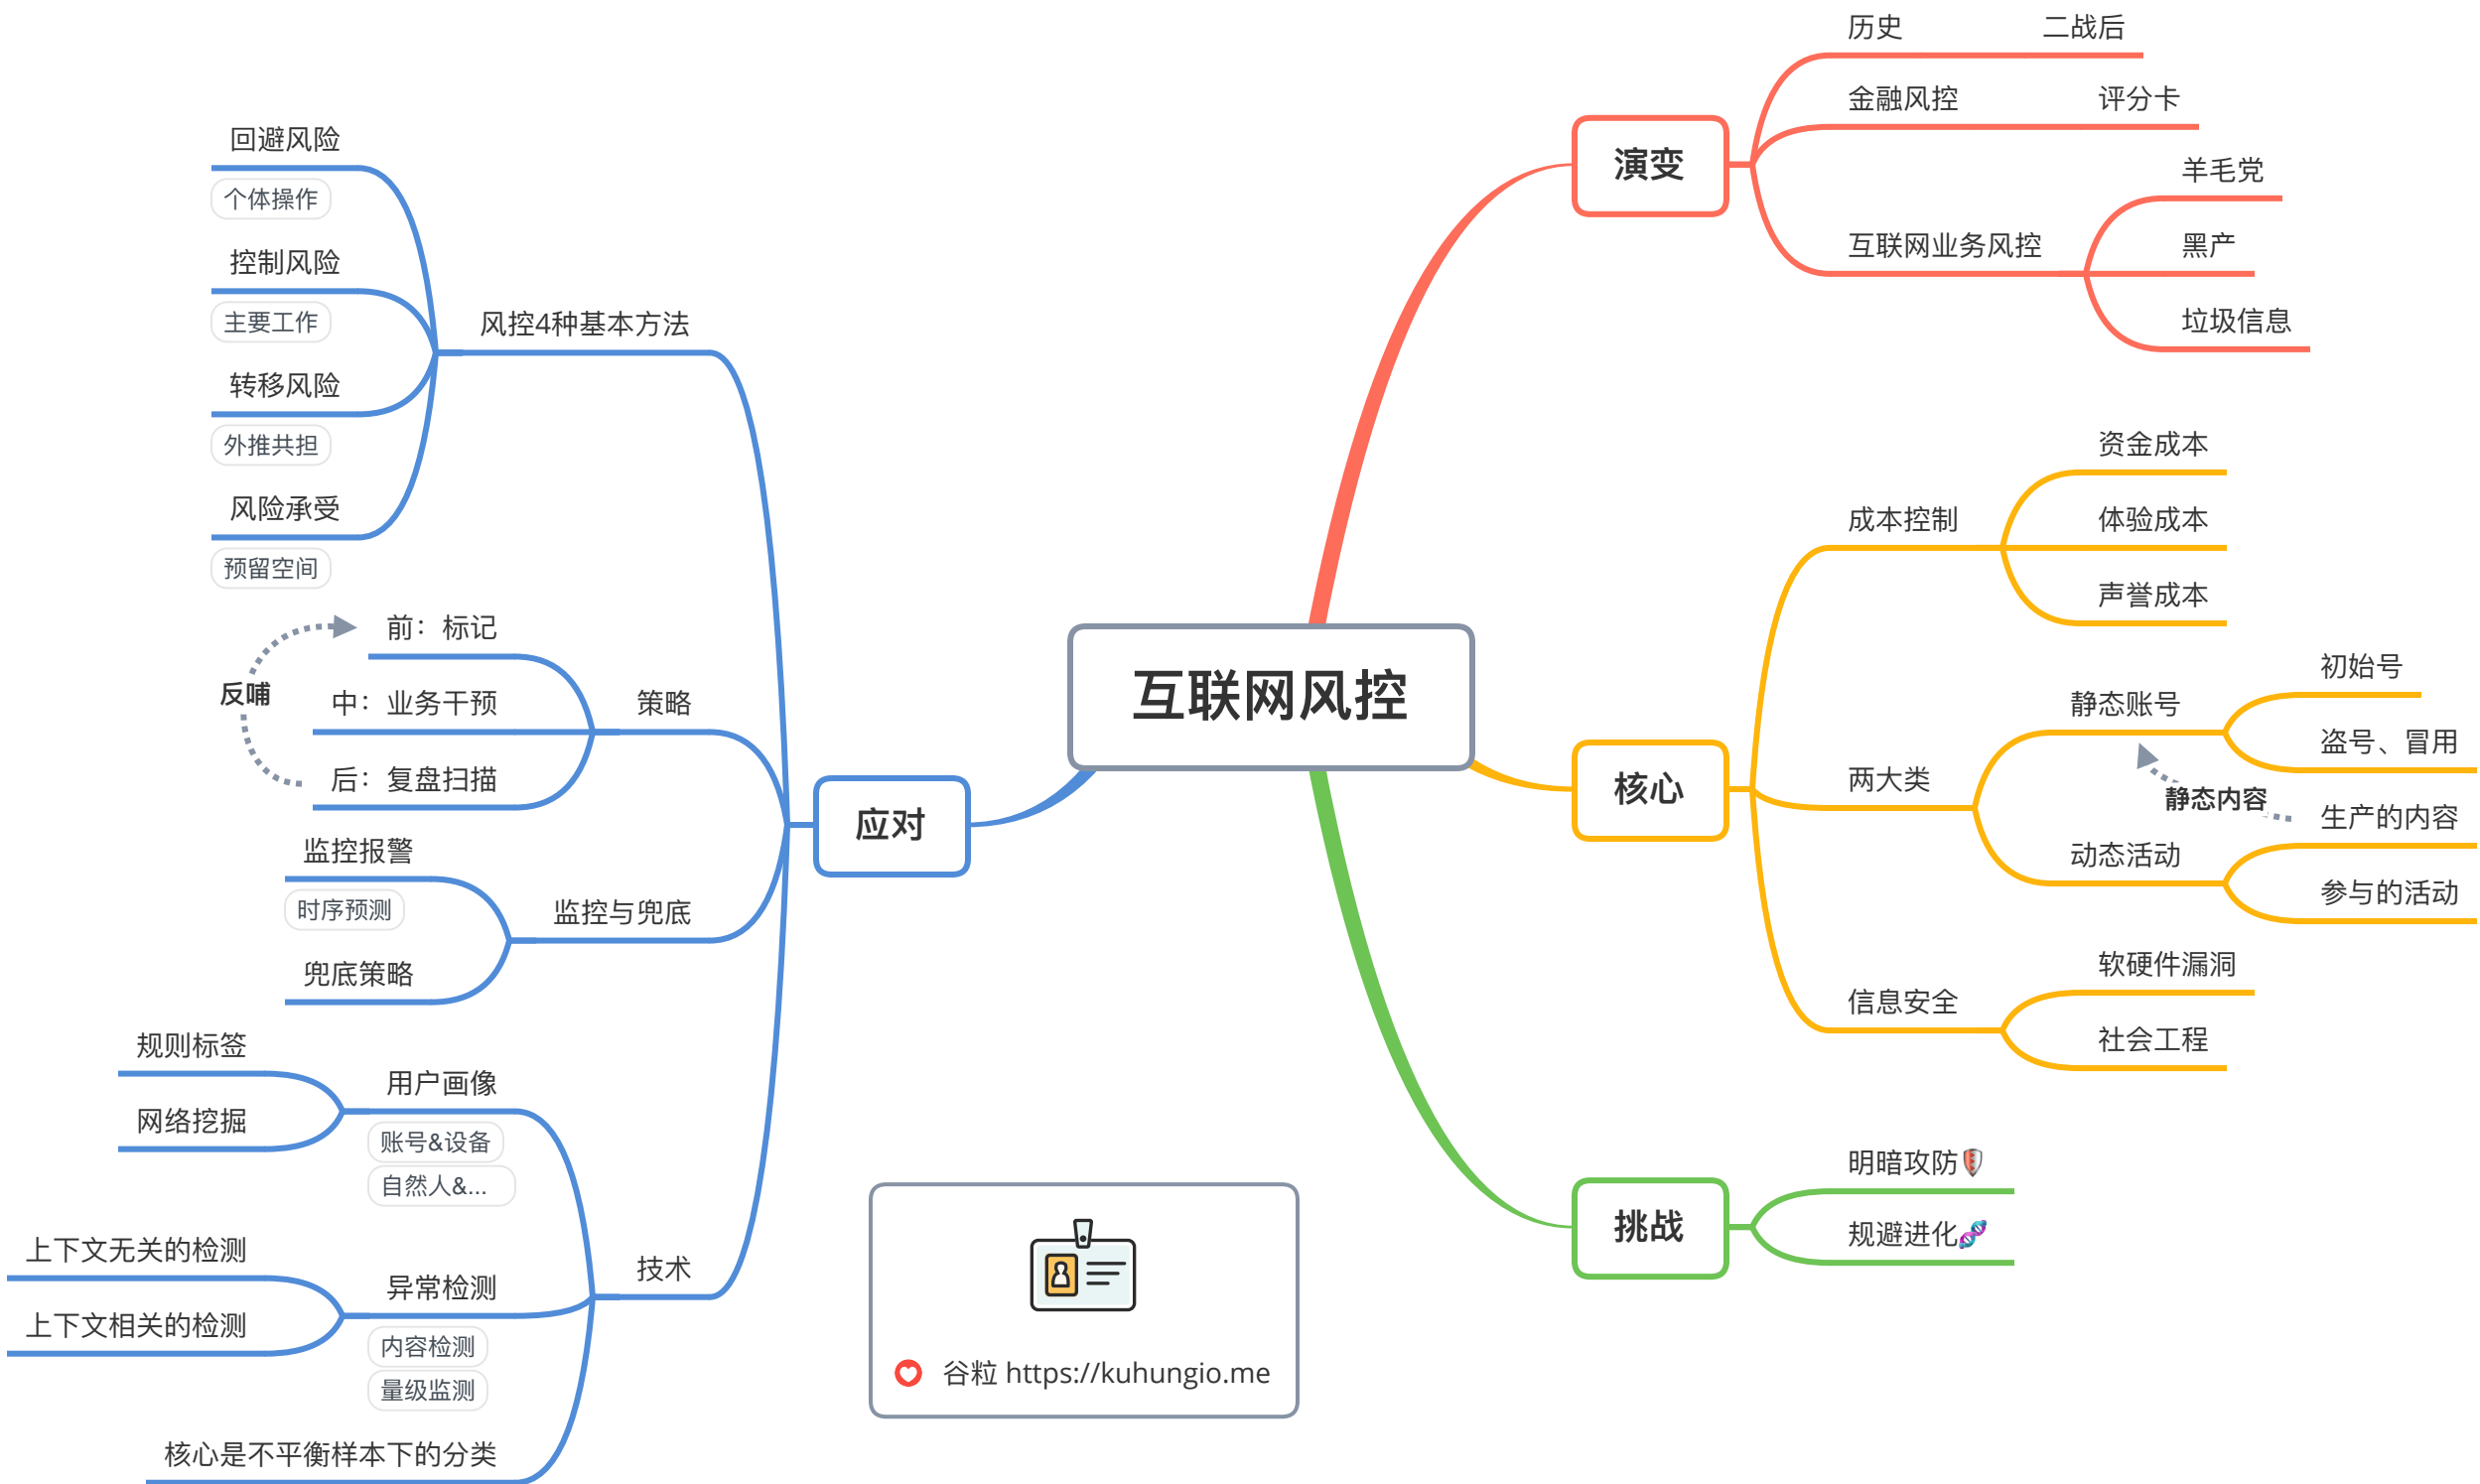 互联网风控
演变
历史
二战后
金融风控
评分卡
互联网业务风控
羊毛党
黑产
垃圾信息
核心
成本控制
资金成本
体验成本
声誉成本
两大类
静态账号
初始号
盗号、冒用
静态内容
动态活动
生产的内容
参与的活动
信息安全
软硬件漏洞
社会工程
挑战
明暗攻防🛡
规避进化🧬
应对
风控4种基本方法
回避风险
个体操作
控制风险
主要工作
转移风险
外推共担
风险承受
预留空间
策略
前：标记
中：业务干预
后：复盘扫描
反哺
监控与兜底
监控报警
时序预测
兜底策略
技术
用户画像
账号&设备
自然人&...
规则标签
网络挖掘
异常检测
内容检测
量级监测
上下文无关的检测
上下文相关的检测
核心是不平衡样本下的分类
谷粒 https://kuhungio.me